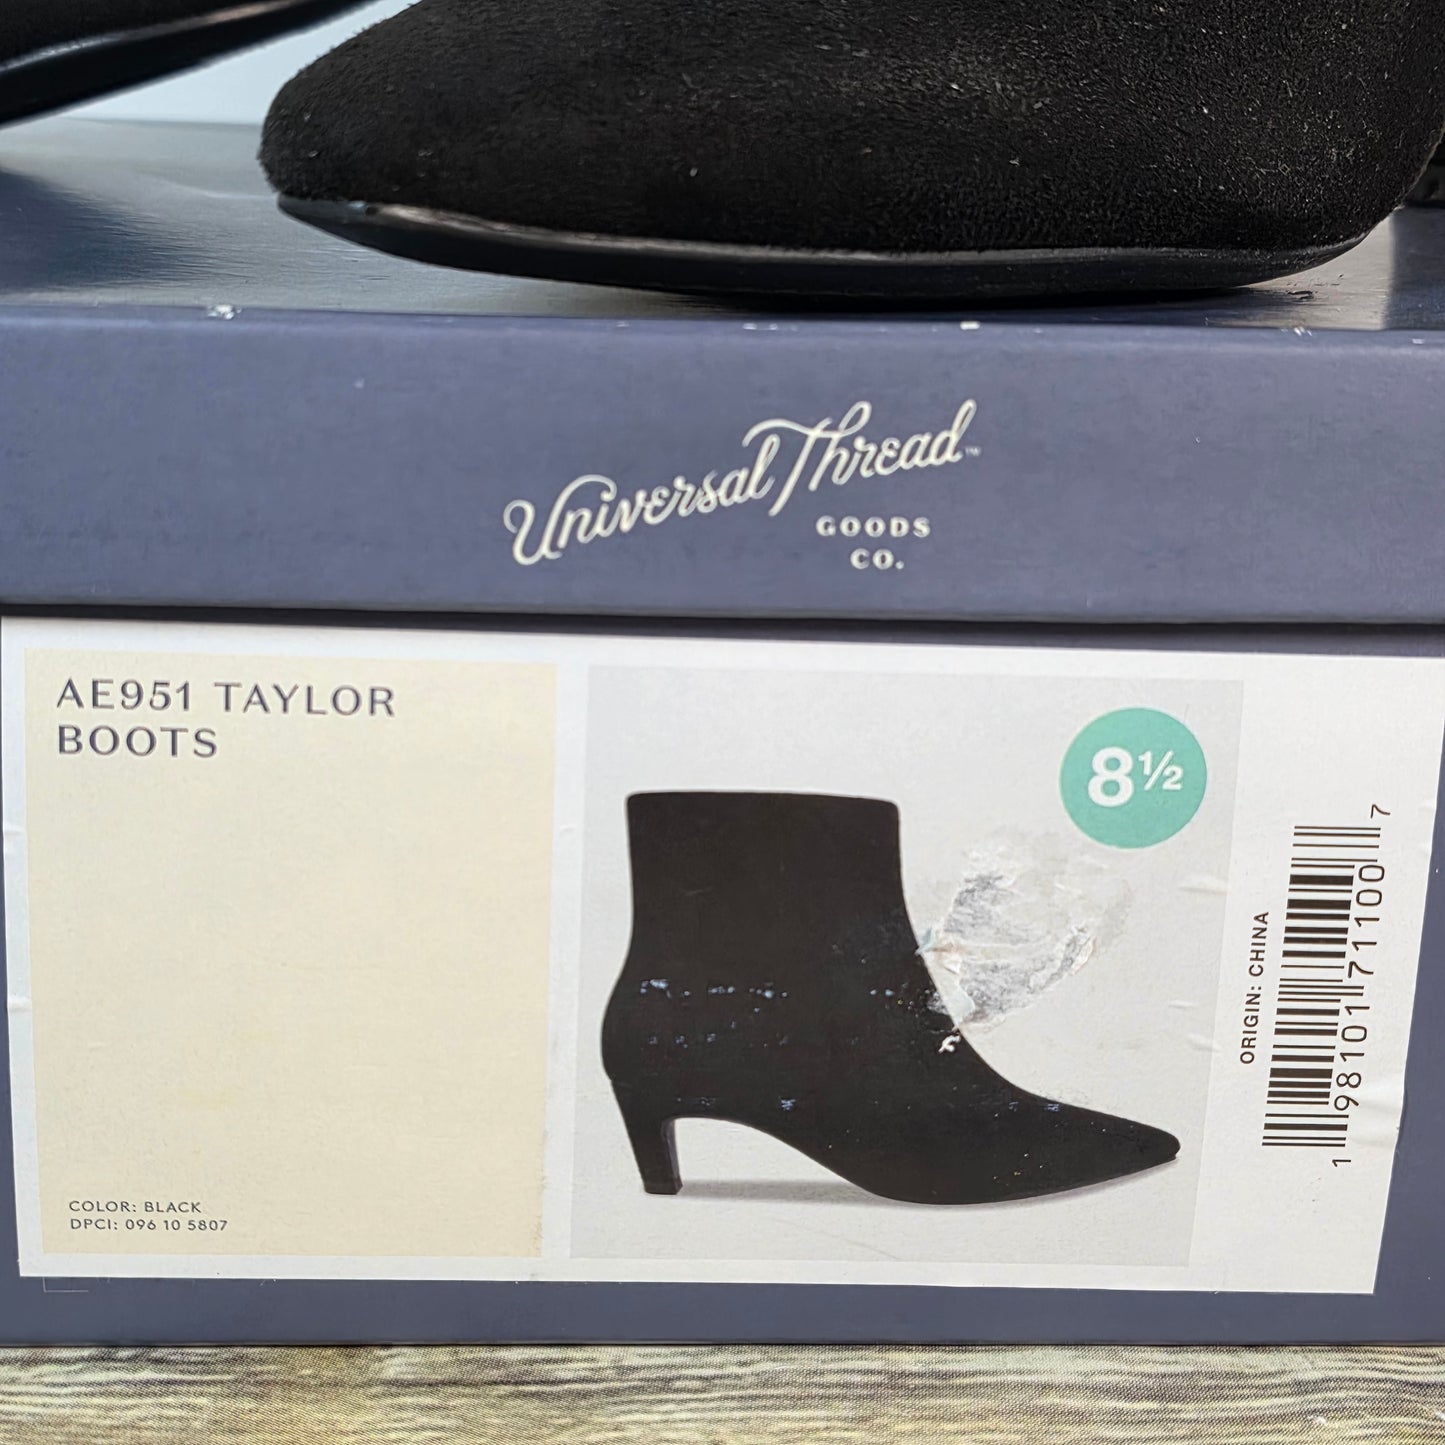 Universal Thread™
GOODS
CO.
AE951 TAYLOR
BOOTS
8½
ORIGIN: CHINA
1 98101 71100 7
COLOR: BLACK
DPCI: 096 10 5807